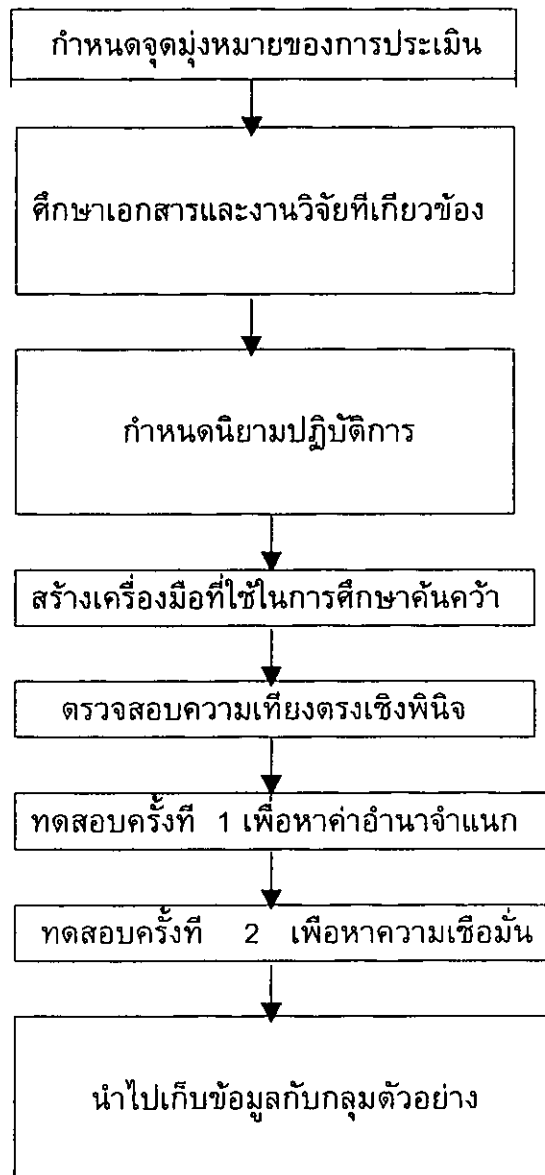 กำหนดจุดมุ่งหมายของการประเมิน
ศึกษาเอกสารและงานวิจัยที่เกี่ยวข้อง
กำหนดนิยามปฏิบัติการ
สร้างเครื่องมือที่ใช้ในการศึกษาค้นคว้า
ตรวจสอบความเที่ยงตรงเชิงพินิจ
ทดสอบครั้งที่ 1 เพื่อหาค่าอำนาจำแนก
ทดสอบครั้งที่ 2 เพื่อหาความเชื่อมั่น
นำไปเก็บข้อมูลกับกลุ่มตัวอย่าง